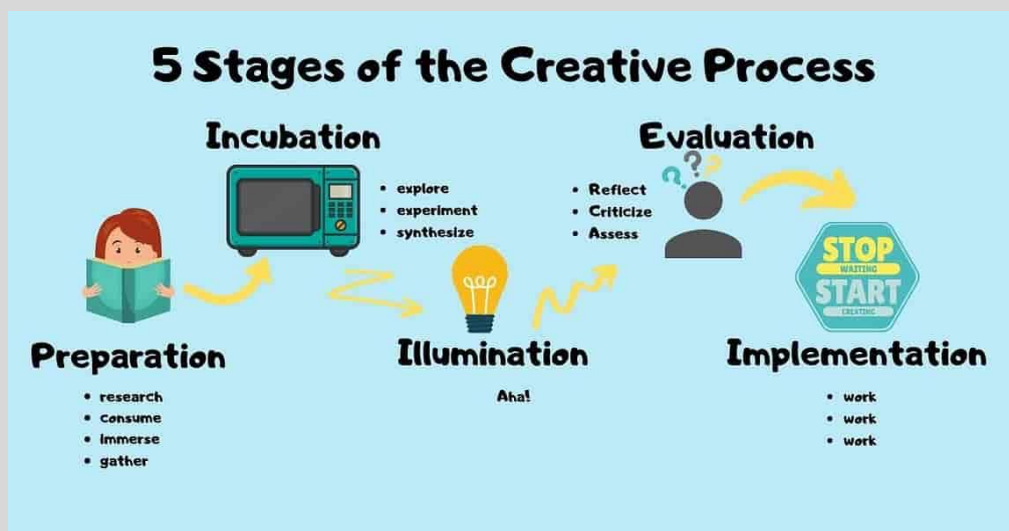 5 Stages of the Creative Process
Preparation
research
consume
immerse
gather
Incubation
explore
experiment
synthesize
Illumination
Aha!
Evaluation
? ? ?
Reflect
Criticize
Assess
STOP
WAITING
START
CREATING
Implementation
work
work
work